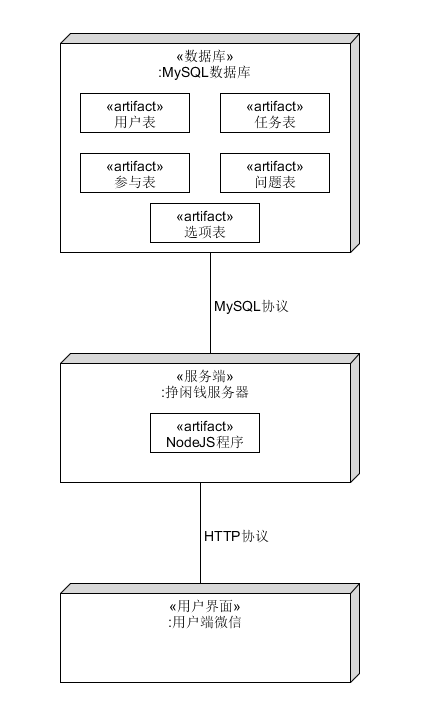 «数据库»
:MySQL数据库
«artifact»
用户表
«artifact»
任务表
«artifact»
参与表
«artifact»
问题表
«artifact»
选项表
MySQL协议
«服务端»
:挣闲钱服务器
«artifact»
NodeJS程序
HTTP协议
«用户界面»
:用户端微信